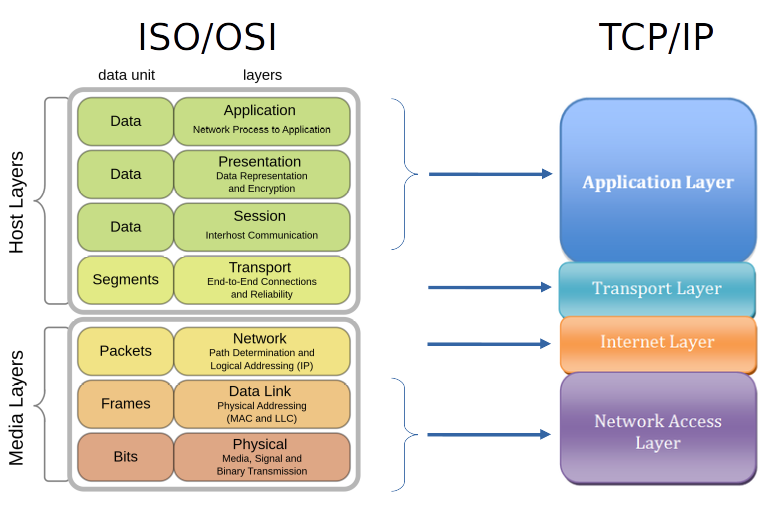 ISO/OSI
TCP/IP
data unit
layers
Host Layers
Data
Application
Network Process to Application
Data
Presentation
Data Representation
and Encryption
Data
Session
Interhost Communication
Segments
Transport
End-to-End Connections
and Reliability
Media Layers
Packets
Network
Path Determination and
Logical Addressing (IP)
Frames
Data Link
Physical Addressing
(MAC and LLC)
Bits
Physical
Media, Signal and
Binary Transmission
Application Layer
Transport Layer
Internet Layer
Network Access
Layer